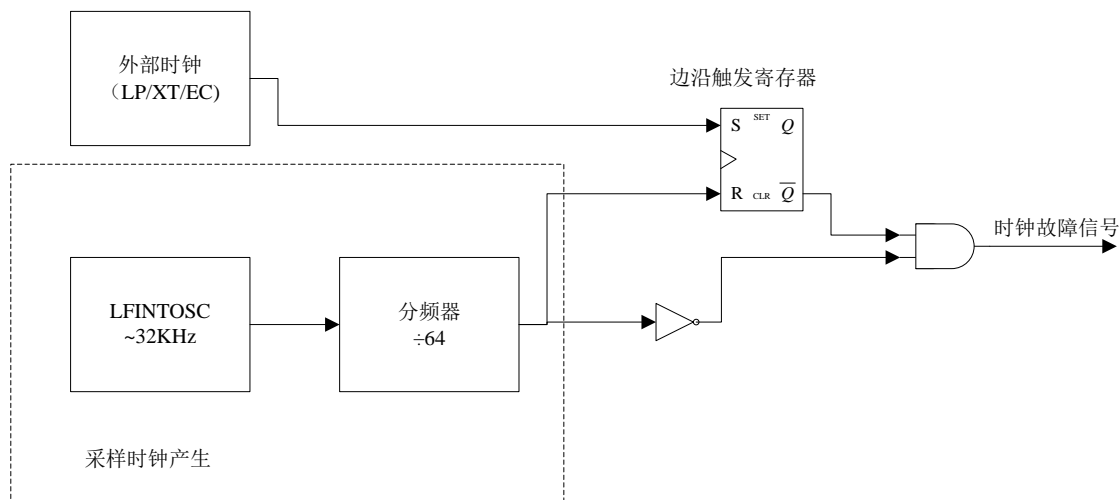 外部时钟
（LP/XT/EC)
边沿触发寄存器
S SET Q
R CLR Q
时钟故障信号
LFINTOSC
~32KHz
分频器
÷64
采样时钟产生